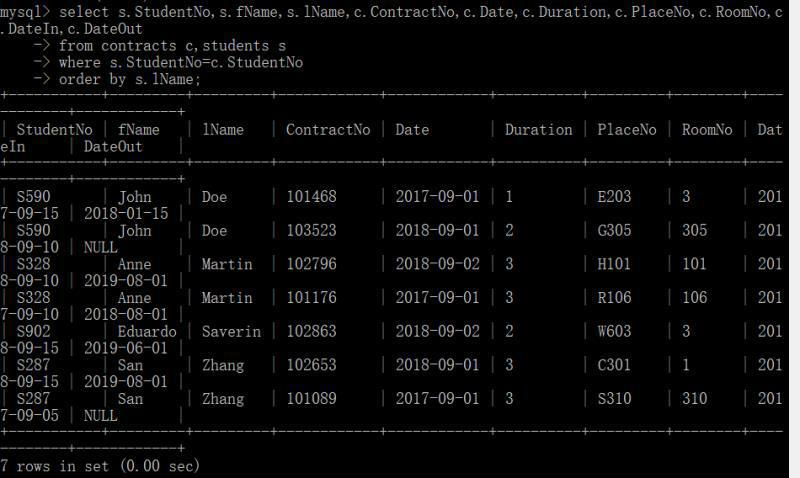 mysql> select s.StudentNo,s.fName,s.lName,c.ContractNo,c.Date,c.Duration,c.PlaceNo,c.RoomNo,c
.DateIn,c.DateOut
    -> from contracts c,students s
    -> where s.StudentNo=c.StudentNo
    -> order by s.lName;
+-----------+----------+---------+------------+------------+----------+---------+--------+----
--------+------------+
| StudentNo | fName | lName | ContractNo | Date | Duration | PlaceNo | RoomNo | Dat
eIn | DateOut |
+-----------+----------+---------+------------+------------+----------+---------+--------+----
--------+------------+
| S590 | John | Doe | 101468 | 2017-09-01 | 1 | E203 | 3 | 201
7-09-15 | 2018-01-15 |
| S590 | John | Doe | 103523 | 2018-09-01 | 2 | G305 | 305 | 201
8-09-10 | NULL |
| S328 | Anne | Martin | 102796 | 2018-09-02 | 3 | H101 | 101 | 201
8-09-10 | 2019-08-01 |
| S328 | Anne | Martin | 101176 | 2017-09-01 | 3 | R106 | 106 | 201
7-09-10 | 2018-08-01 |
| S902 | Eduardo | Saverin | 102863 | 2018-09-02 | 2 | W603 | 3 | 201
8-09-15 | 2019-06-01 |
| S287 | San | Zhang | 102653 | 2018-09-01 | 3 | C301 | 1 | 201
8-09-15 | 2019-08-01 |
| S287 | San | Zhang | 101089 | 2017-09-01 | 3 | S310 | 310 | 201
7-09-05 | NULL |
+-----------+----------+---------+------------+------------+----------+---------+--------+----
--------+------------+
7 rows in set (0.00 sec)